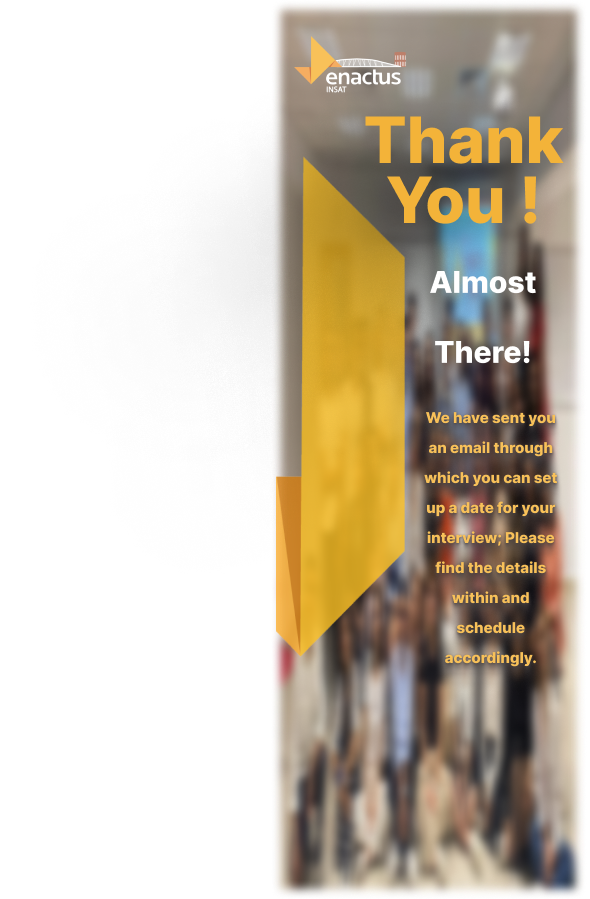 enactus
INSAT
Thank
You !
Almost
There!
We have sent you
an email through
which you can set
up a date for your
interview; Please
find the details
within and
schedule
accordingly.